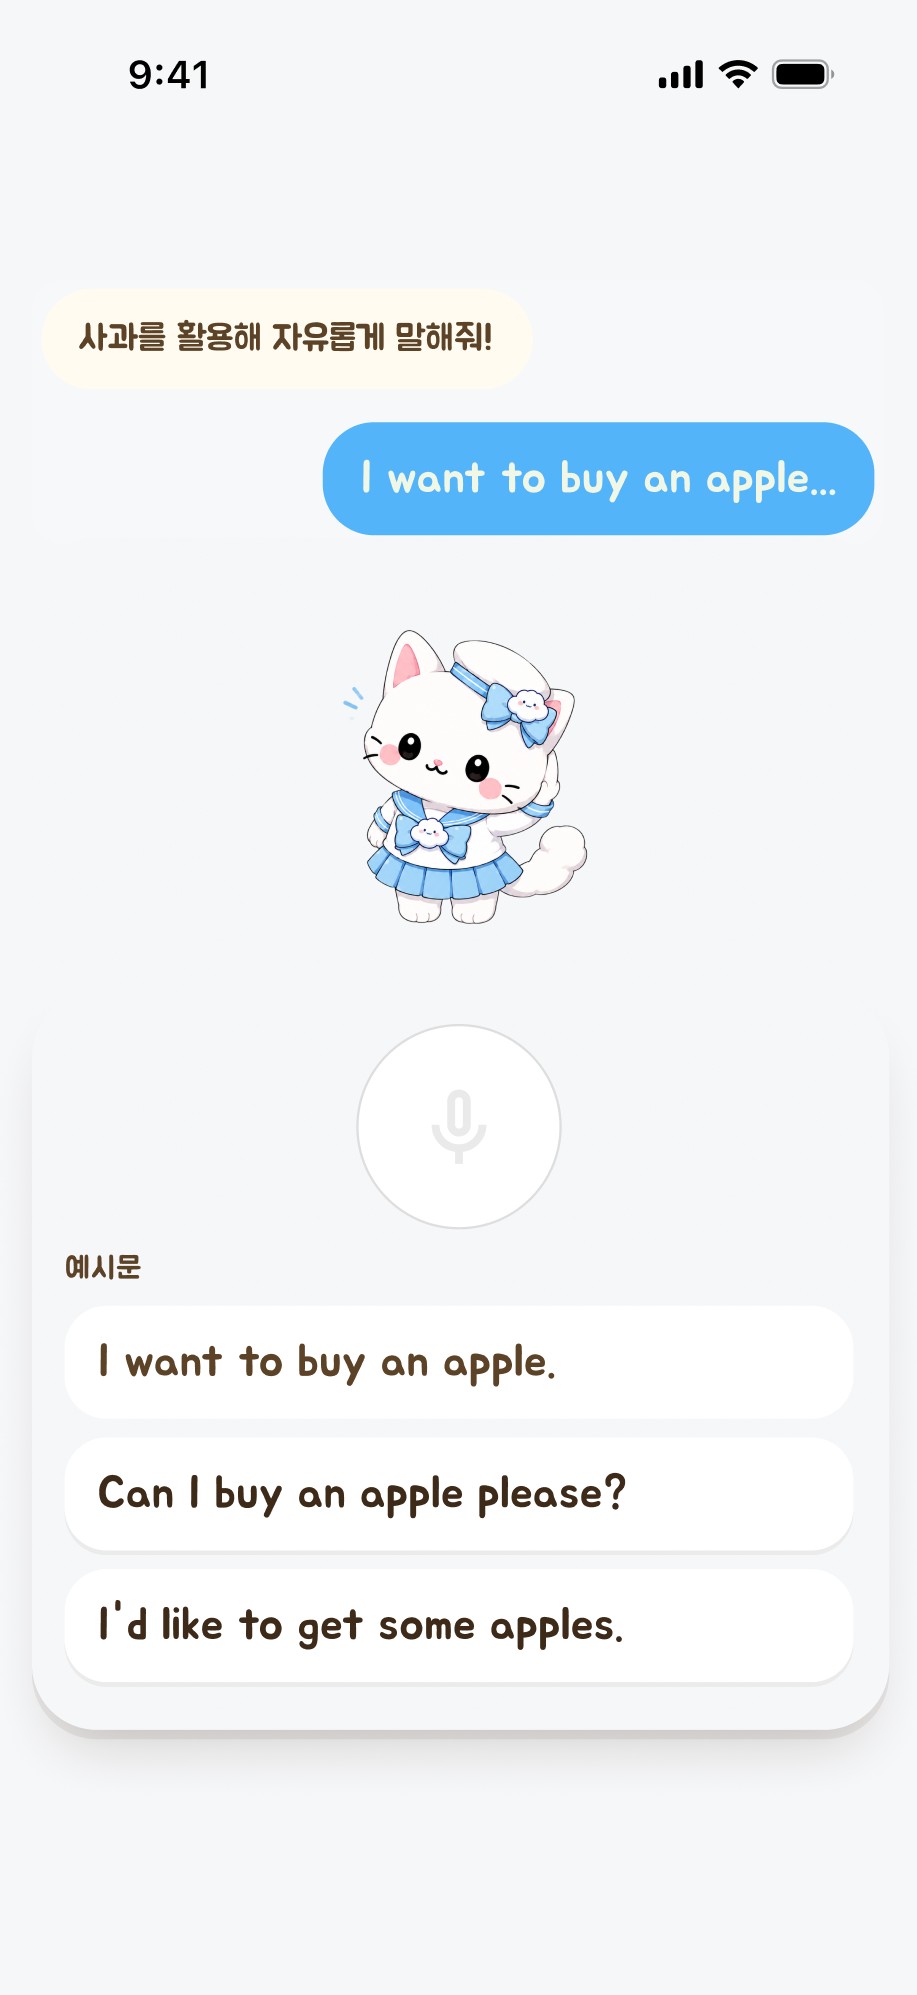 9:41
사과를 활용해 자유롭게 말해줘!
I want to buy an apple...
예시문
I want to buy an apple.
Can I buy an apple please?
I'd like to get some apples.